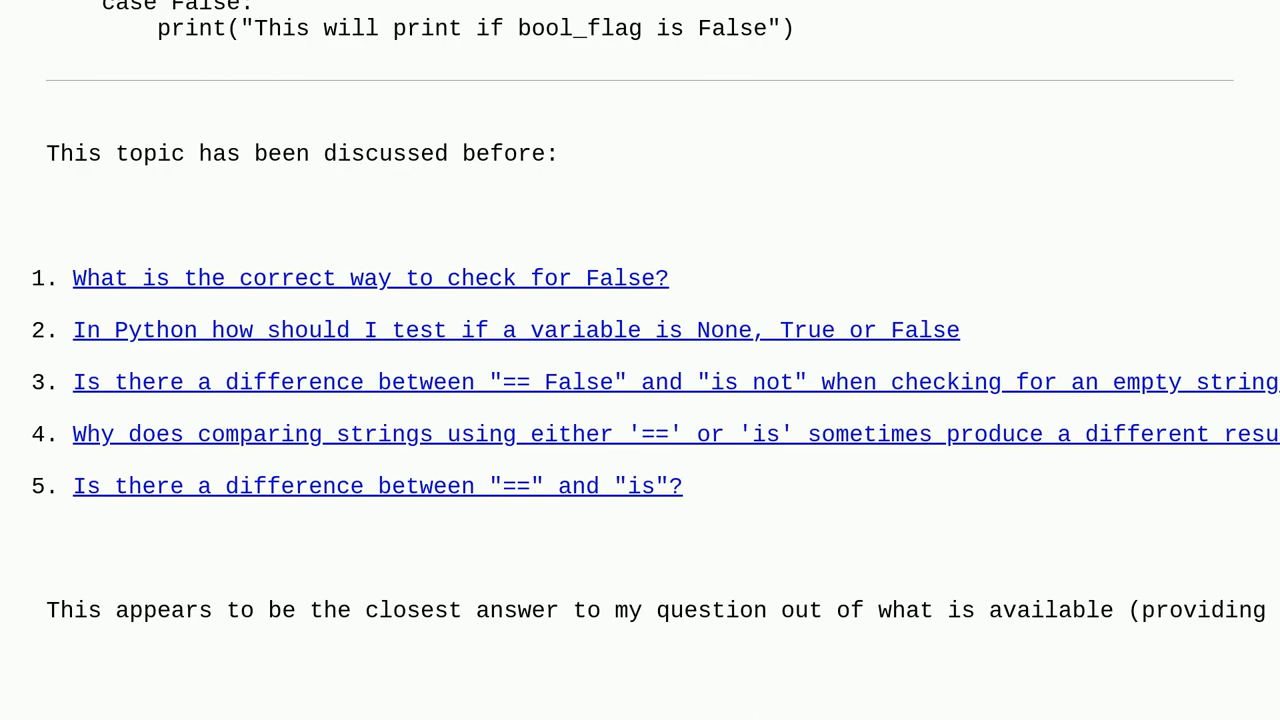 case False:
print("This will print if bool_flag is False")
This topic has been discussed before:
1. What is the correct way to check for False?
2. In Python how should I test if a variable is None, True or False
3. Is there a difference between "== False" and "is not" when checking for an empty string
4. Why does comparing strings using either '==' or 'is' sometimes produce a different resu
5. Is there a difference between "==" and "is"?
This appears to be the closest answer to my question out of what is available (providing